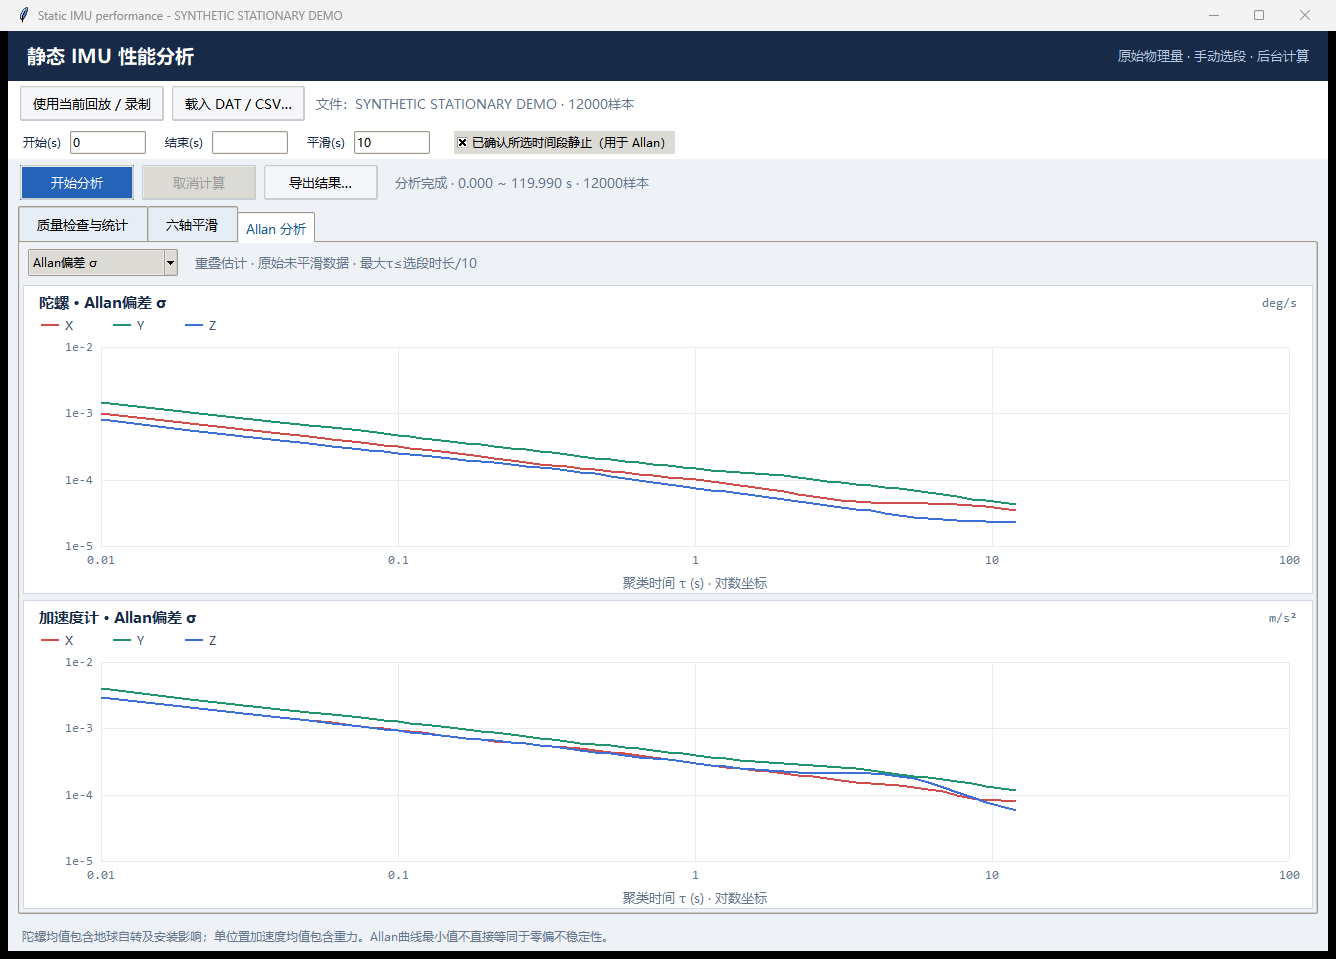 Static IMU performance - SYNTHETIC STATIONARY DEMO
静态 IMU 性能分析
原始物理量 · 手动选段 · 后台计算
使用当前回放 / 录制 载入 DAT / CSV... 文件：SYNTHETIC STATIONARY DEMO · 12000样本
开始(s) 0 结束(s) 平滑(s) 10 已确认所选时间段静止（用于 Allan）
开始分析 取消计算 导出结果... 分析完成 · 0.000 ~ 119.990 s · 12000样本
质量检查与统计 六轴平滑 Allan 分析
Allan偏差 σ 重叠估计 · 原始未平滑数据 · 最大τ≤选段时长/10
陀螺 • Allan偏差 σ deg/s
X Y Z
1e-2
1e-3
1e-4
1e-5
0.01 0.1 1 10 100
聚类时间 τ (s) · 对数坐标
加速度计 • Allan偏差 σ m/s²
X Y Z
1e-2
1e-3
1e-4
1e-5
0.01 0.1 1 10 100
聚类时间 τ (s) · 对数坐标
陀螺均值包含地球自转及安装影响；单位置加速度均值包含重力。Allan曲线最小值不直接等同于零偏不稳定性。